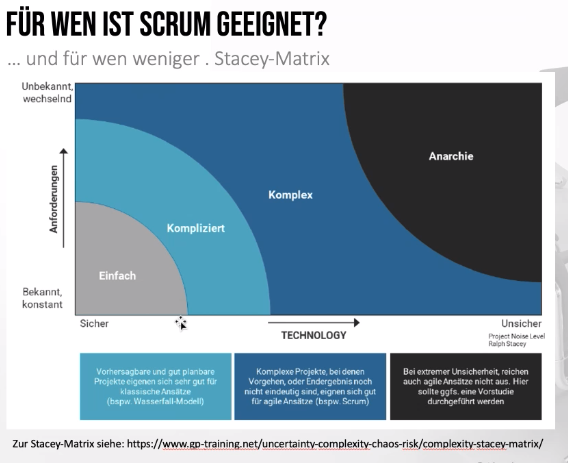 FÜR WEN IST SCRUM GEEIGNET?
... und für wen weniger . Stacey-Matrix
Unbekannt,
wechselnd
Anforderungen
Bekannt,
konstant
Anarchie
Komplex
Kompliziert
Einfach
Sicher
Unsicher
TECHNOLOGY
Project Noise Level
Ralph Stacey
Vorhersagbare und gut planbare
Projekte eigenen sich sehr gut für
klassische Ansätze
(bspw. Wasserfall-Modell)
Komplexe Projekte, bei denen
Vorgehen, oder Endergebnis noch
nicht eindeutig sind, eignen sich gut
für agile Ansätze (bspw. Scrum)
Bei extremer Unsicherheit, reichen
auch agile Ansätze nicht aus. Hier
sollte ggfs. eine Vorstudie
durchgeführt werden
Zur Stacey-Matrix siehe: https://www.gp-training.net/uncertainty-complexity-chaos-risk/complexity-stacey-matrix/